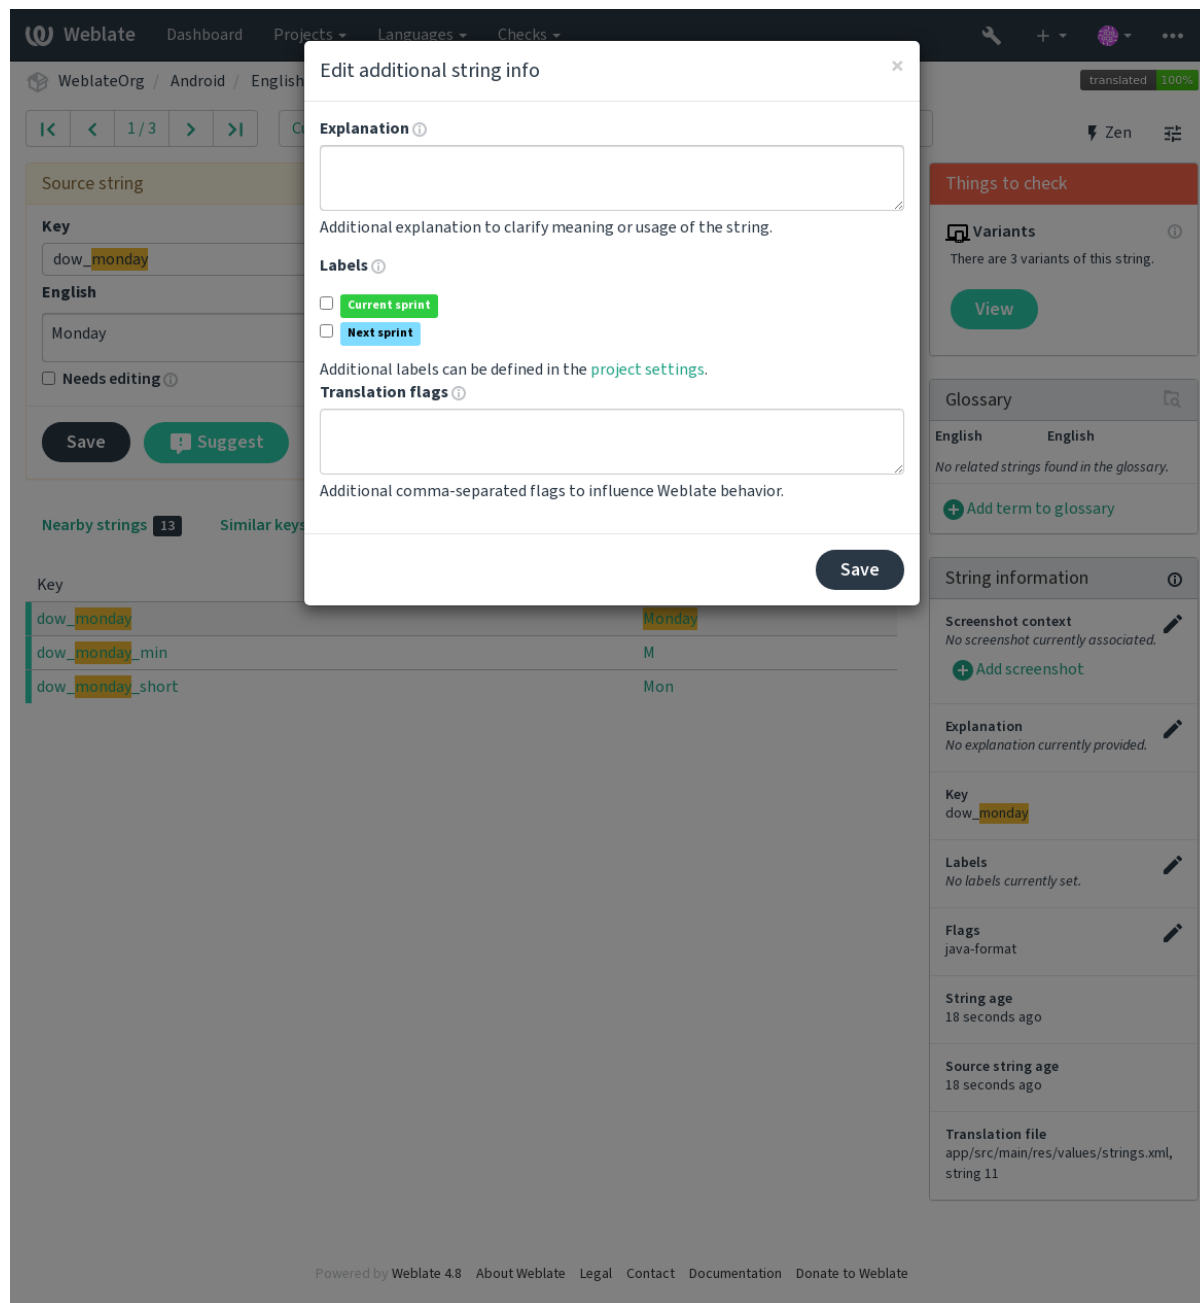 Weblate Dashboard Projects Languages Checks
WeblateOrg / Android / English
translated 100%
1 / 3
Zen
Edit additional string info
×
Explanation
Additional explanation to clarify meaning or usage of the string.
Labels
Current sprint
Next sprint
Additional labels can be defined in the project settings.
Translation flags
Additional comma-separated flags to influence Weblate behavior.
Save
Source string
Key
dow_monday
English
Monday
Needs editing
Save Suggest
Nearby strings 13 Similar keys
Key
dow_monday Monday
dow_monday_min M
dow_monday_short Mon
Things to check
Variants
There are 3 variants of this string.
View
Glossary
English English
No related strings found in the glossary.
Add term to glossary
String information
Screenshot context
No screenshot currently associated.
Add screenshot
Explanation
No explanation currently provided.
Key
dow_monday
Labels
No labels currently set.
Flags
java-format
String age
18 seconds ago
Source string age
18 seconds ago
Translation file
app/src/main/res/values/strings.xml,
string 11
Powered by Weblate 4.8 About Weblate Legal Contact Documentation Donate to Weblate